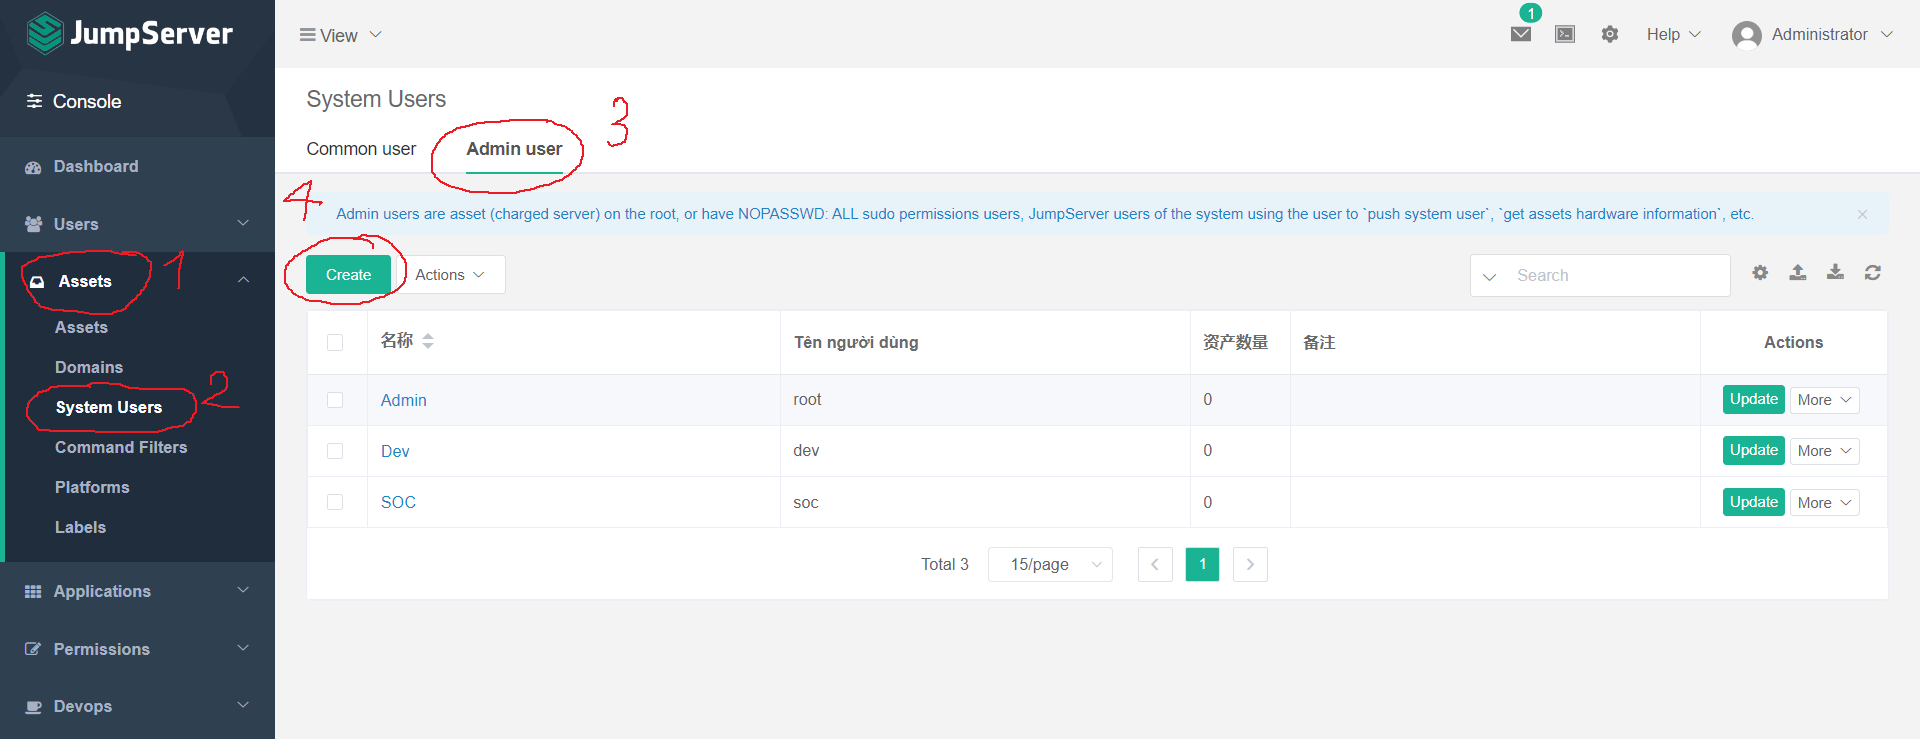 JumpServer
View
1
Help
Administrator
Console
System Users
3
Common user
Admin user
Dashboard
4
Admin users are asset (charged server) on the root, or have NOPASSWD: ALL sudo permissions users, JumpServer users of the system using the user to `push system user`, `get assets hardware information`, etc.
Users
Assets
1
Create
Actions
Search
Assets
Domains
System Users
2
Command Filters
Platforms
Labels
名称
Tên người dùng
资产数量
备注
Actions
Admin
root
0
Update
More
Dev
dev
0
Update
More
SOC
soc
0
Update
More
Total 3
15/page
1
Applications
Permissions
Devops